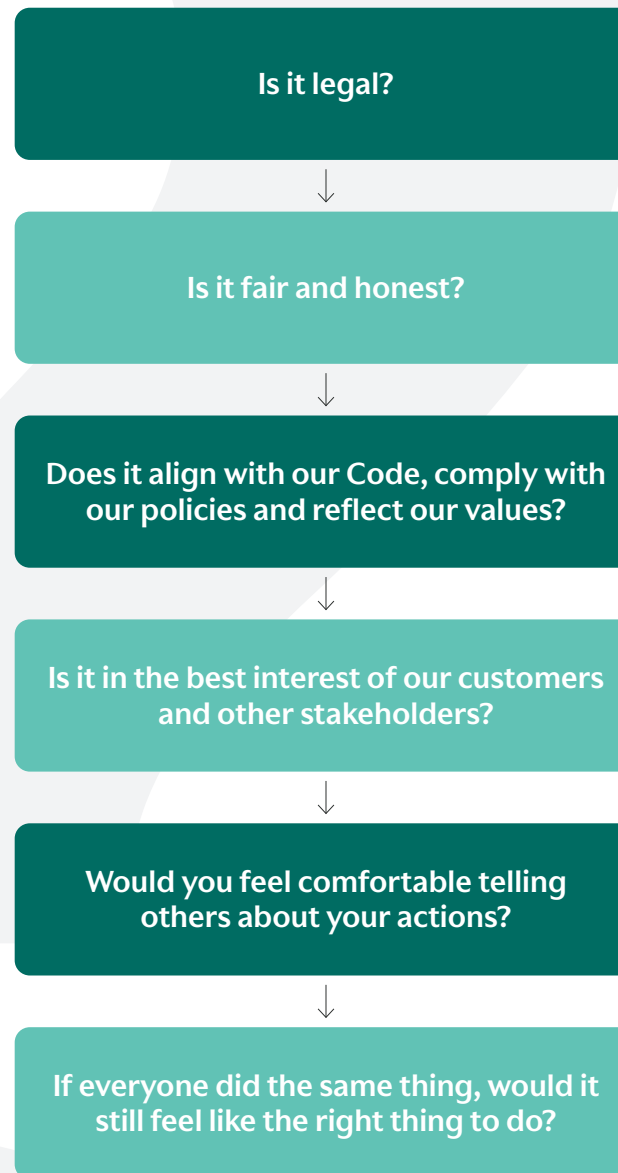 Is it legal?
Is it fair and honest?
Does it align with our Code, comply with
our policies and reflect our values?
Is it in the best interest of our customers
and other stakeholders?
Would you feel comfortable telling
others about your actions?
If everyone did the same thing, would it
still feel like the right thing to do?